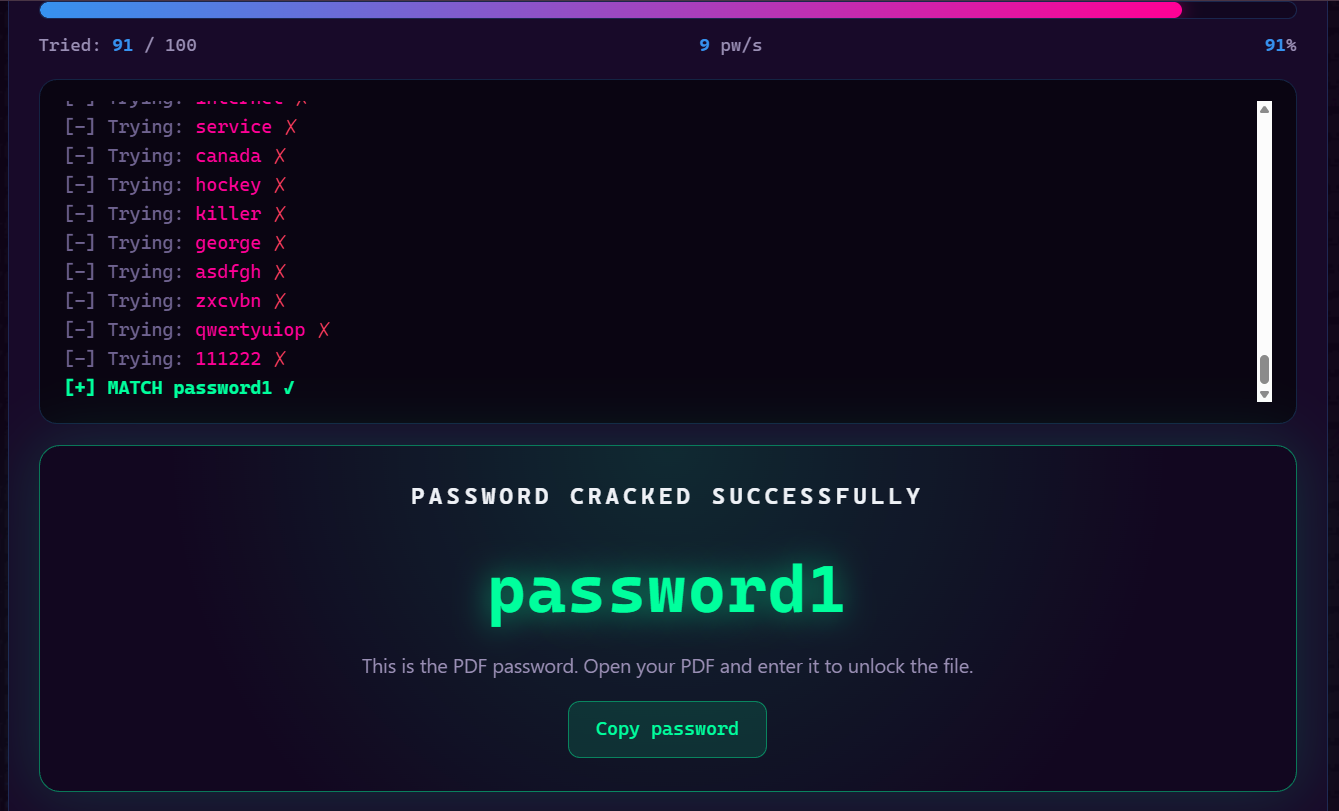 Tried: 91 / 100
9 pw/s
91%
[-] Trying: internet ✗
[-] Trying: service ✗
[-] Trying: canada ✗
[-] Trying: hockey ✗
[-] Trying: killer ✗
[-] Trying: george ✗
[-] Trying: asdfgh ✗
[-] Trying: zxcvbn ✗
[-] Trying: qwertyuiop ✗
[-] Trying: 111222 ✗
[+] MATCH password1 ✓
PASSWORD CRACKED SUCCESSFULLY
password1
This is the PDF password. Open your PDF and enter it to unlock the file.
Copy password